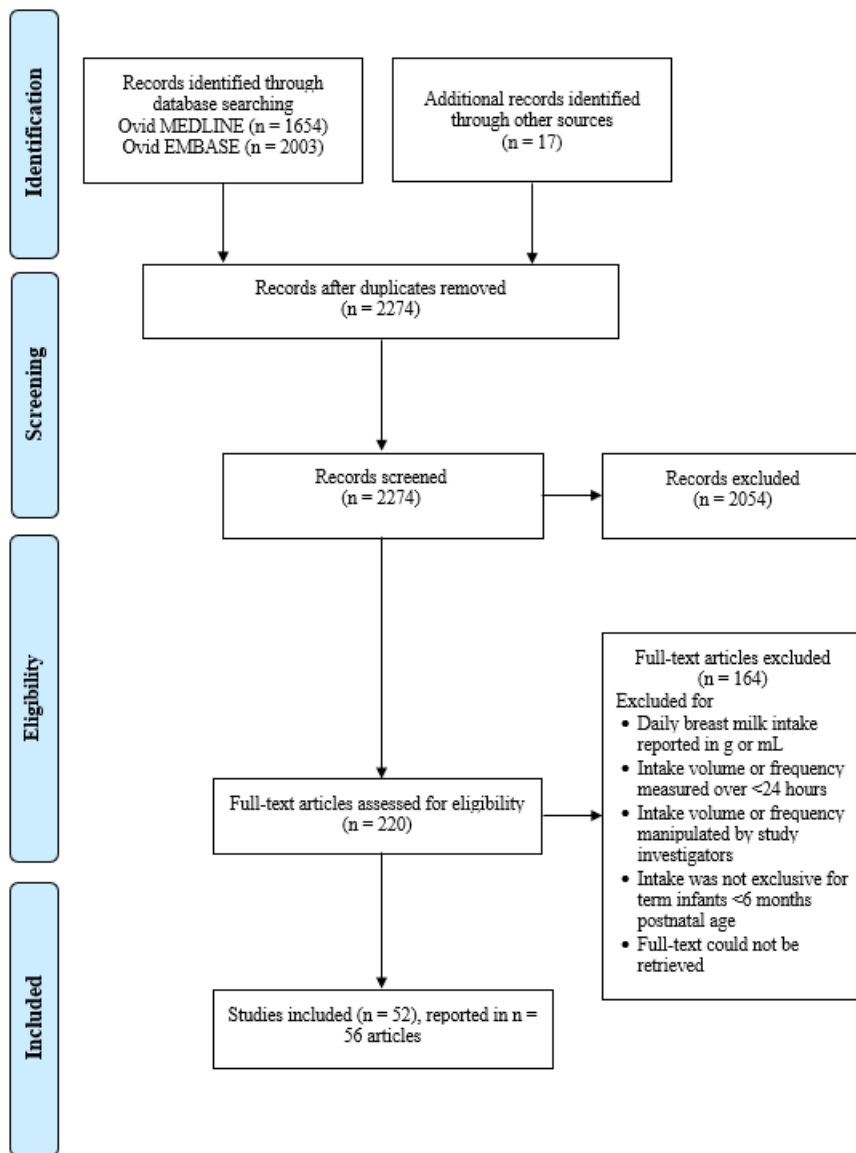 Identification
Records identified through
database searching
Ovid MEDLINE (n = 1654)
Ovid EMBASE (n = 2003)
Additional records identified
through other sources
(n = 17)
Screening
Records after duplicates removed
(n = 2274)
Records screened
(n = 2274)
Records excluded
(n = 2054)
Eligibility
Full-text articles assessed for eligibility
(n = 220)
Full-text articles excluded
(n = 164)
Excluded for
• Daily breast milk intake
reported in g or mL
• Intake volume or frequency
measured over <24 hours
• Intake volume or frequency
manipulated by study
investigators
• Intake was not exclusive for
term infants <6 months
postnatal age
• Full-text could not be
retrieved
Included
Studies included (n = 52), reported in n =
56 articles